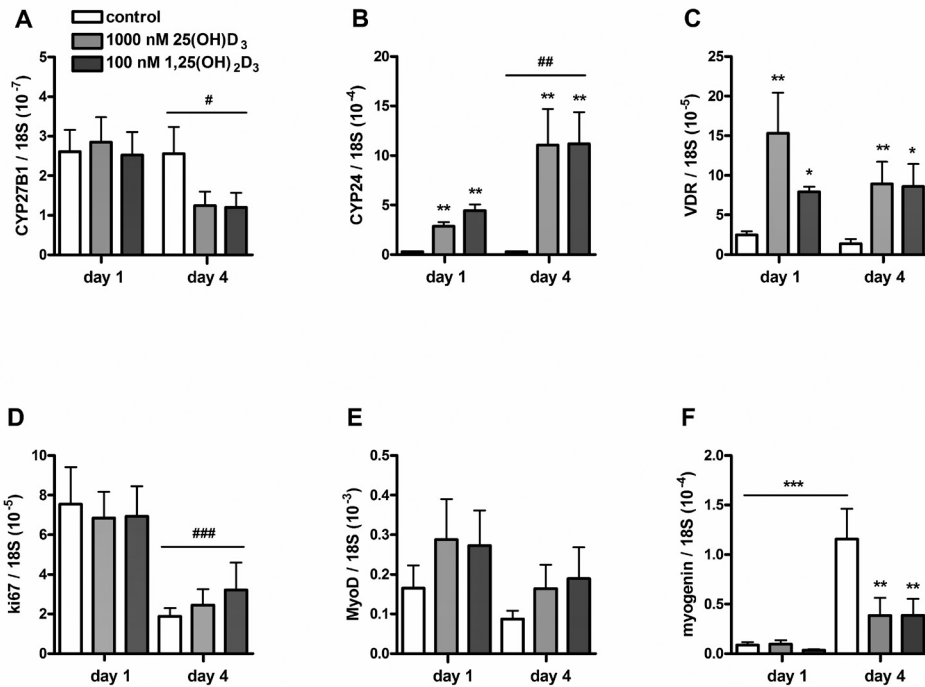 A
control
1000 nM 25(OH)D3
100 nM 1,25(OH)2D3
CYP27B1 / 18S (10-7)
5
4
3
2
1
0
#
day 1
day 4
B
CYP24 / 18S (10-4)
20
15
10
5
0
**
**
##
**
**
day 1
day 4
C
VDR / 18S (10-5)
25
20
15
10
5
0
**
*
**
*
day 1
day 4
D
ki67 / 18S (10-5)
10
8
6
4
2
0
###
day 1
day 4
E
MyoD / 18S (10-3)
0.5
0.4
0.3
0.2
0.1
0.0
day 1
day 4
F
myogenin / 18S (10-4)
2.0
1.5
1.0
0.5
0.0
***
**
**
day 1
day 4